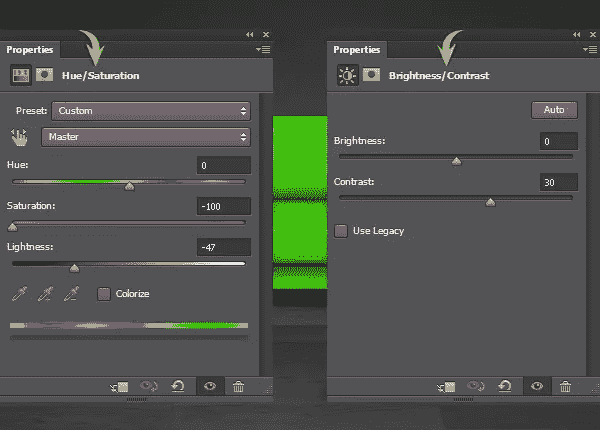 Properties
Hue/Saturation
Preset: Custom
Master
Hue: 0
Saturation: -100
Lightness: -47
Colorize
Properties
Brightness/Contrast
Auto
Brightness: 0
Contrast: 30
Use Legacy